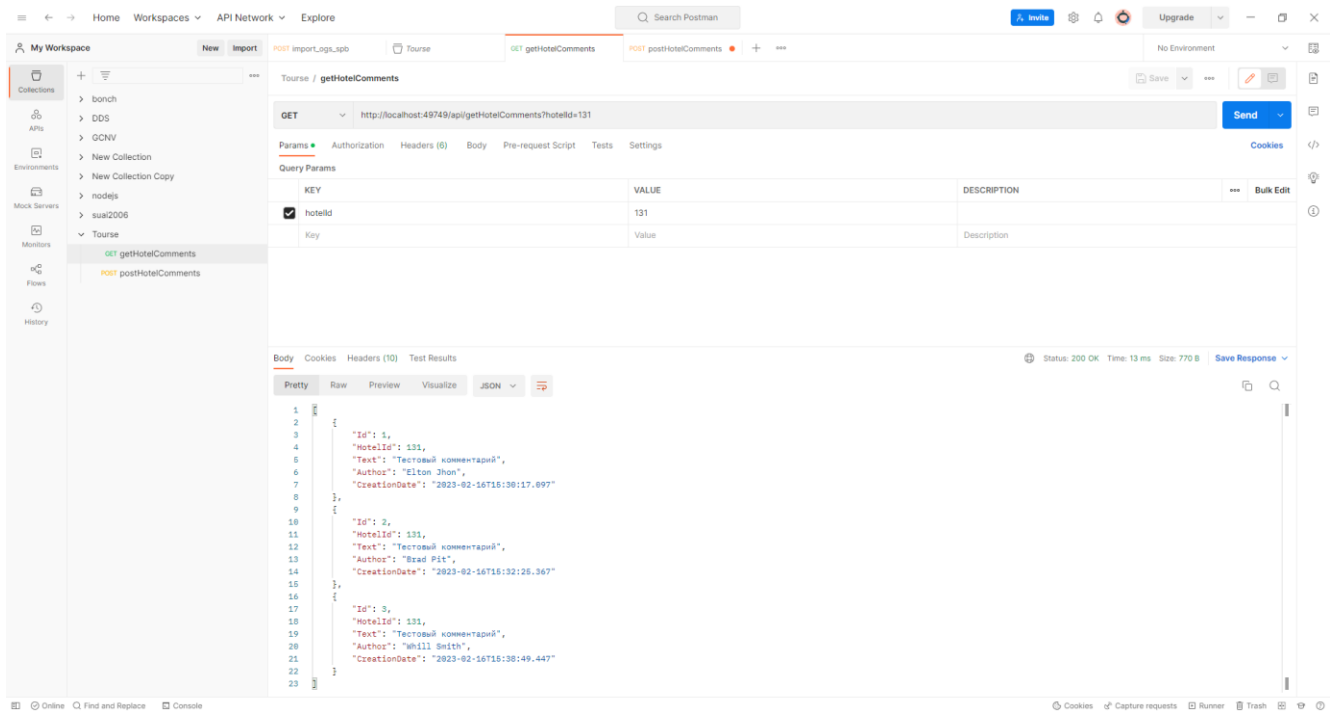 Home Workspaces API Network Explore Search Postman Invite Upgrade
My Workspace New Import POST import_ogs_spb Tourse GET getHotelComments POST postHotelComments No Environment
Collections
APIs
Environments
Mock Servers
Monitors
Flows
History
bonch
DDS
GCNV
New Collection
New Collection Copy
nodejs
sual2006
Tourse
GET getHotelComments
POST postHotelComments
Tourse / getHotelComments Save
GET http://localhost:49749/api/getHotelComments?hotelId=131 Send
Params Authorization Headers (6) Body Pre-request Script Tests Settings Cookies
Query Params
KEY VALUE DESCRIPTION Bulk Edit
hotelId 131
Key Value Description
Body Cookies Headers (10) Test Results Status: 200 OK Time: 13 ms Size: 770 B Save Response
Pretty Raw Preview Visualize JSON
1 [
2 {
3 "Id": 1,
4 "HotelId": 131,
5 "Text": "Тестовый комментарий",
6 "Author": "Elton Jhon",
7 "CreationDate": "2023-02-16T15:30:17.097"
8 },
9 {
10 "Id": 2,
11 "HotelId": 131,
12 "Text": "Тестовый комментарий",
13 "Author": "Brad Pit",
14 "CreationDate": "2023-02-16T15:32:25.367"
15 },
16 {
17 "Id": 3,
18 "HotelId": 131,
19 "Text": "Тестовый комментарий",
20 "Author": "Whill Smith",
21 "CreationDate": "2023-02-16T15:38:49.447"
22 }
23 ]
Online Find and Replace Console Cookies Capture requests Runner Trash